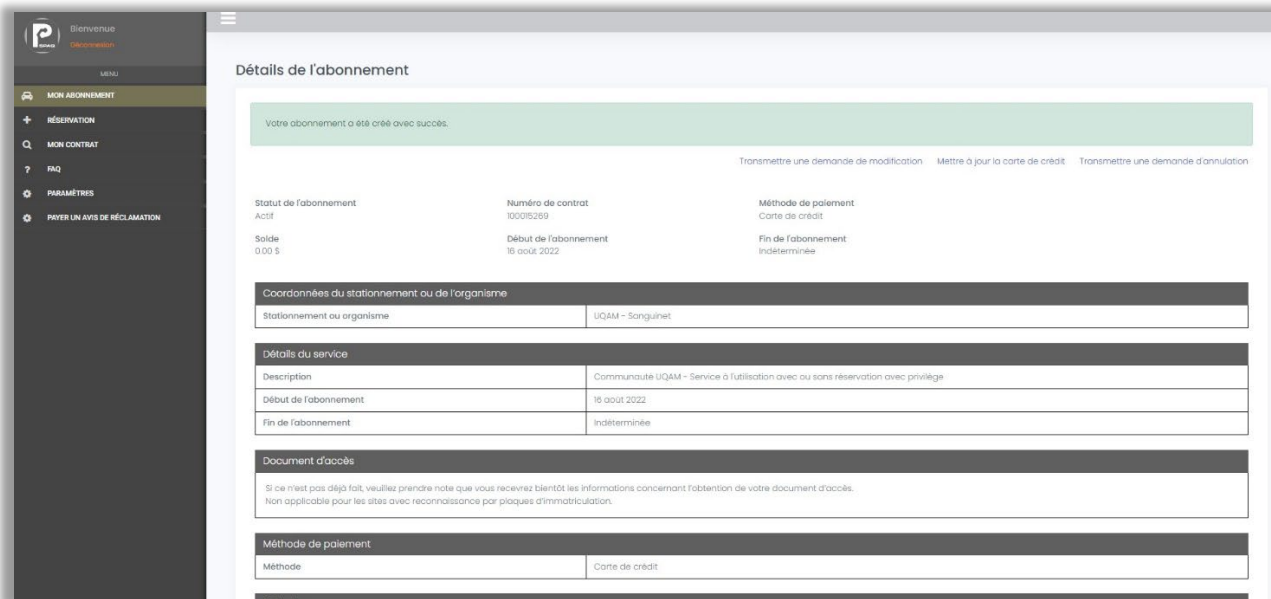 P
SPAQ
Bienvenue
Déconnexion
MENU
MON ABONNEMENT
RÉSERVATION
MON CONTRAT
FAQ
PARAMÈTRES
PAYER UN AVIS DE RÉCLAMATION
Détails de l'abonnement
Votre abonnement a été créé avec succès.
Transmettre une demande de modification Mettre à jour la carte de crédit Transmettre une demande d'annulation
Statut de l'abonnement Numéro de contrat Méthode de paiement
Actif 100015269 Carte de crédit
Solde Début de l'abonnement Fin de l'abonnement
0.00 $ 16 août 2022 Indéterminée
Coordonnées du stationnement ou de l'organisme
Stationnement ou organisme UQAM - Sanguinet
Détails du service
Description Communauté UQAM - Service à l'utilisation avec ou sans réservation avec privilège
Début de l'abonnement 16 août 2022
Fin de l'abonnement Indéterminée
Document d'accès
Si ce n'est pas déjà fait, veuillez prendre note que vous recevrez bientôt les informations concernant l'obtention de votre document d'accès.
Non applicable pour les sites avec reconnaissance par plaques d'immatriculation.
Méthode de paiement
Méthode Carte de crédit